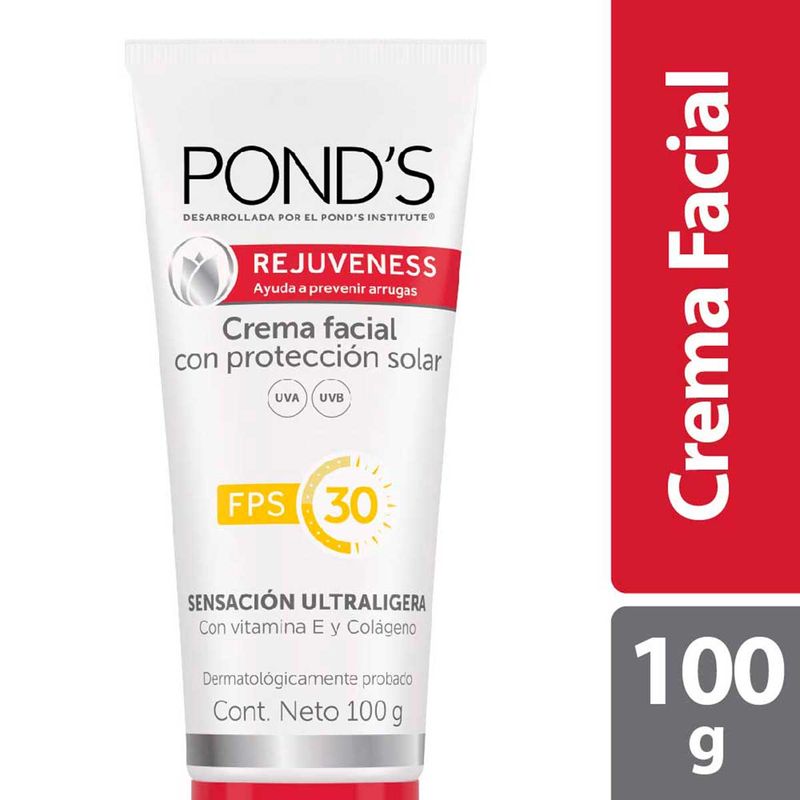 POND'S
DESARROLLADA POR EL POND'S INSTITUTE®
REJUVENESS
Ayuda a prevenir arrugas
Crema facial
con protección solar
UVA UVB
FPS 30
SENSACIÓN ULTRALIGERA
Con vitamina E y Colágeno
Dermatológicamente probado
Cont. Neto 100 g
Crema Facial
100
g